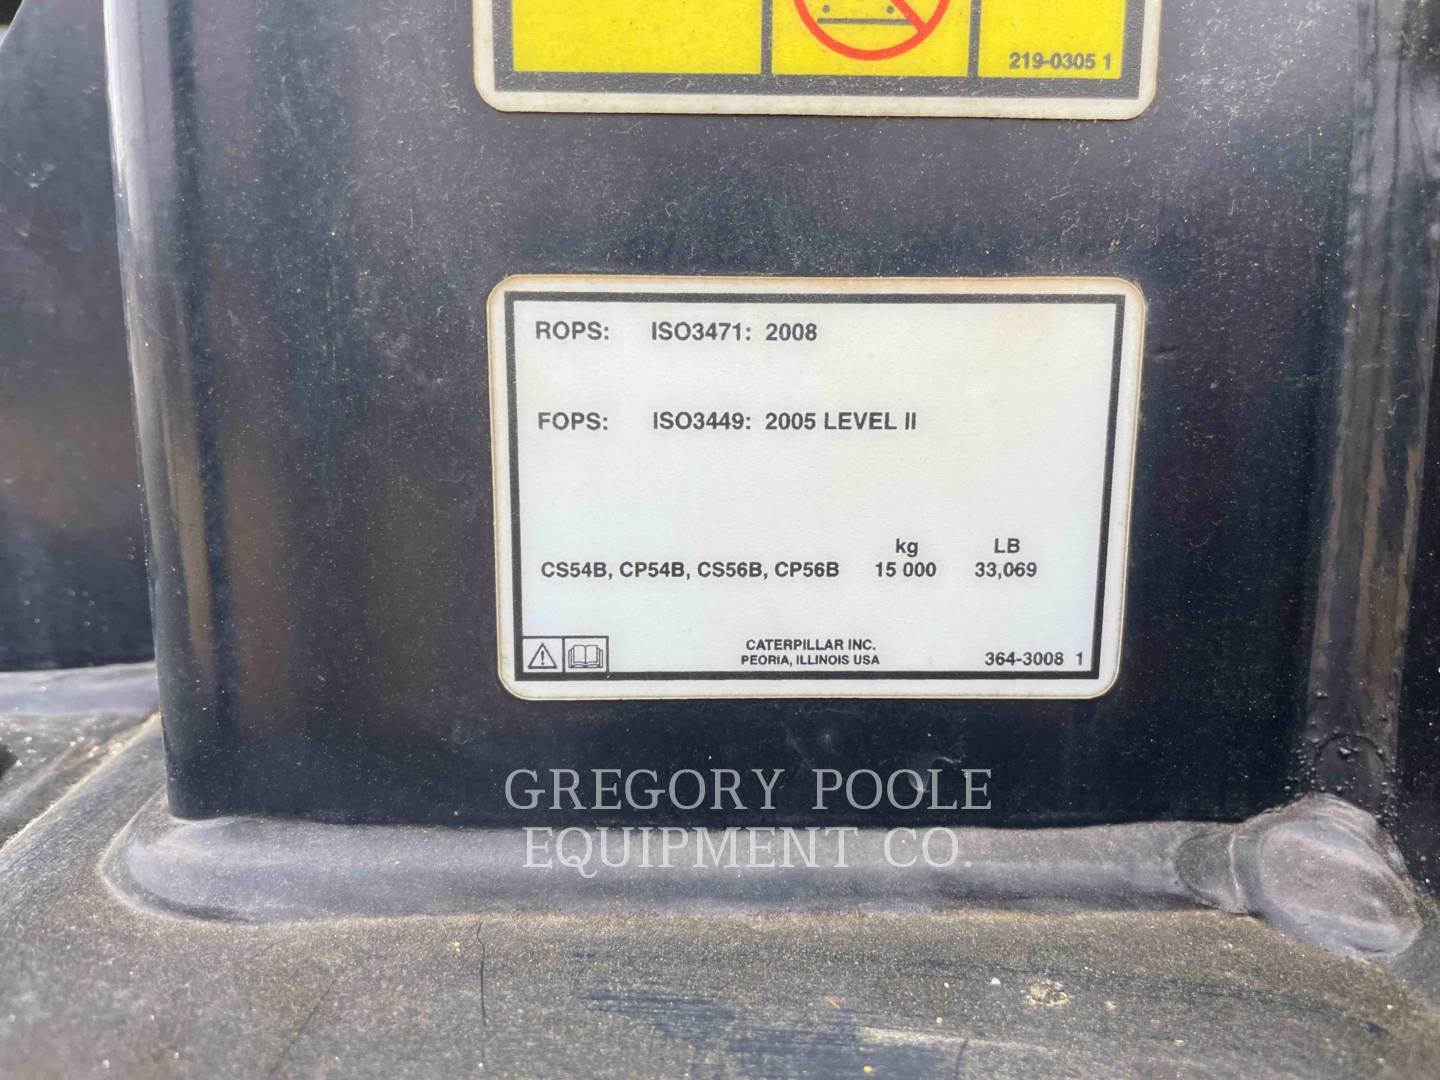 219-0305 1
ROPS: ISO3471: 2008
FOPS: ISO3449: 2005 LEVEL II
kg LB
CS54B, CP54B, CS56B, CP56B 15 000 33,069
CATERPILLAR INC.
PEORIA, ILLINOIS USA 364-3008 1
GREGORY POOLE
EQUIPMENT CO.